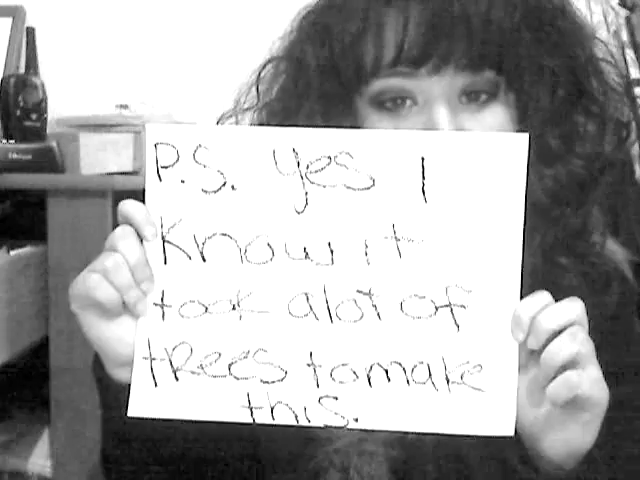 P.S. yes I
know it
took alot of
trees to make
this.